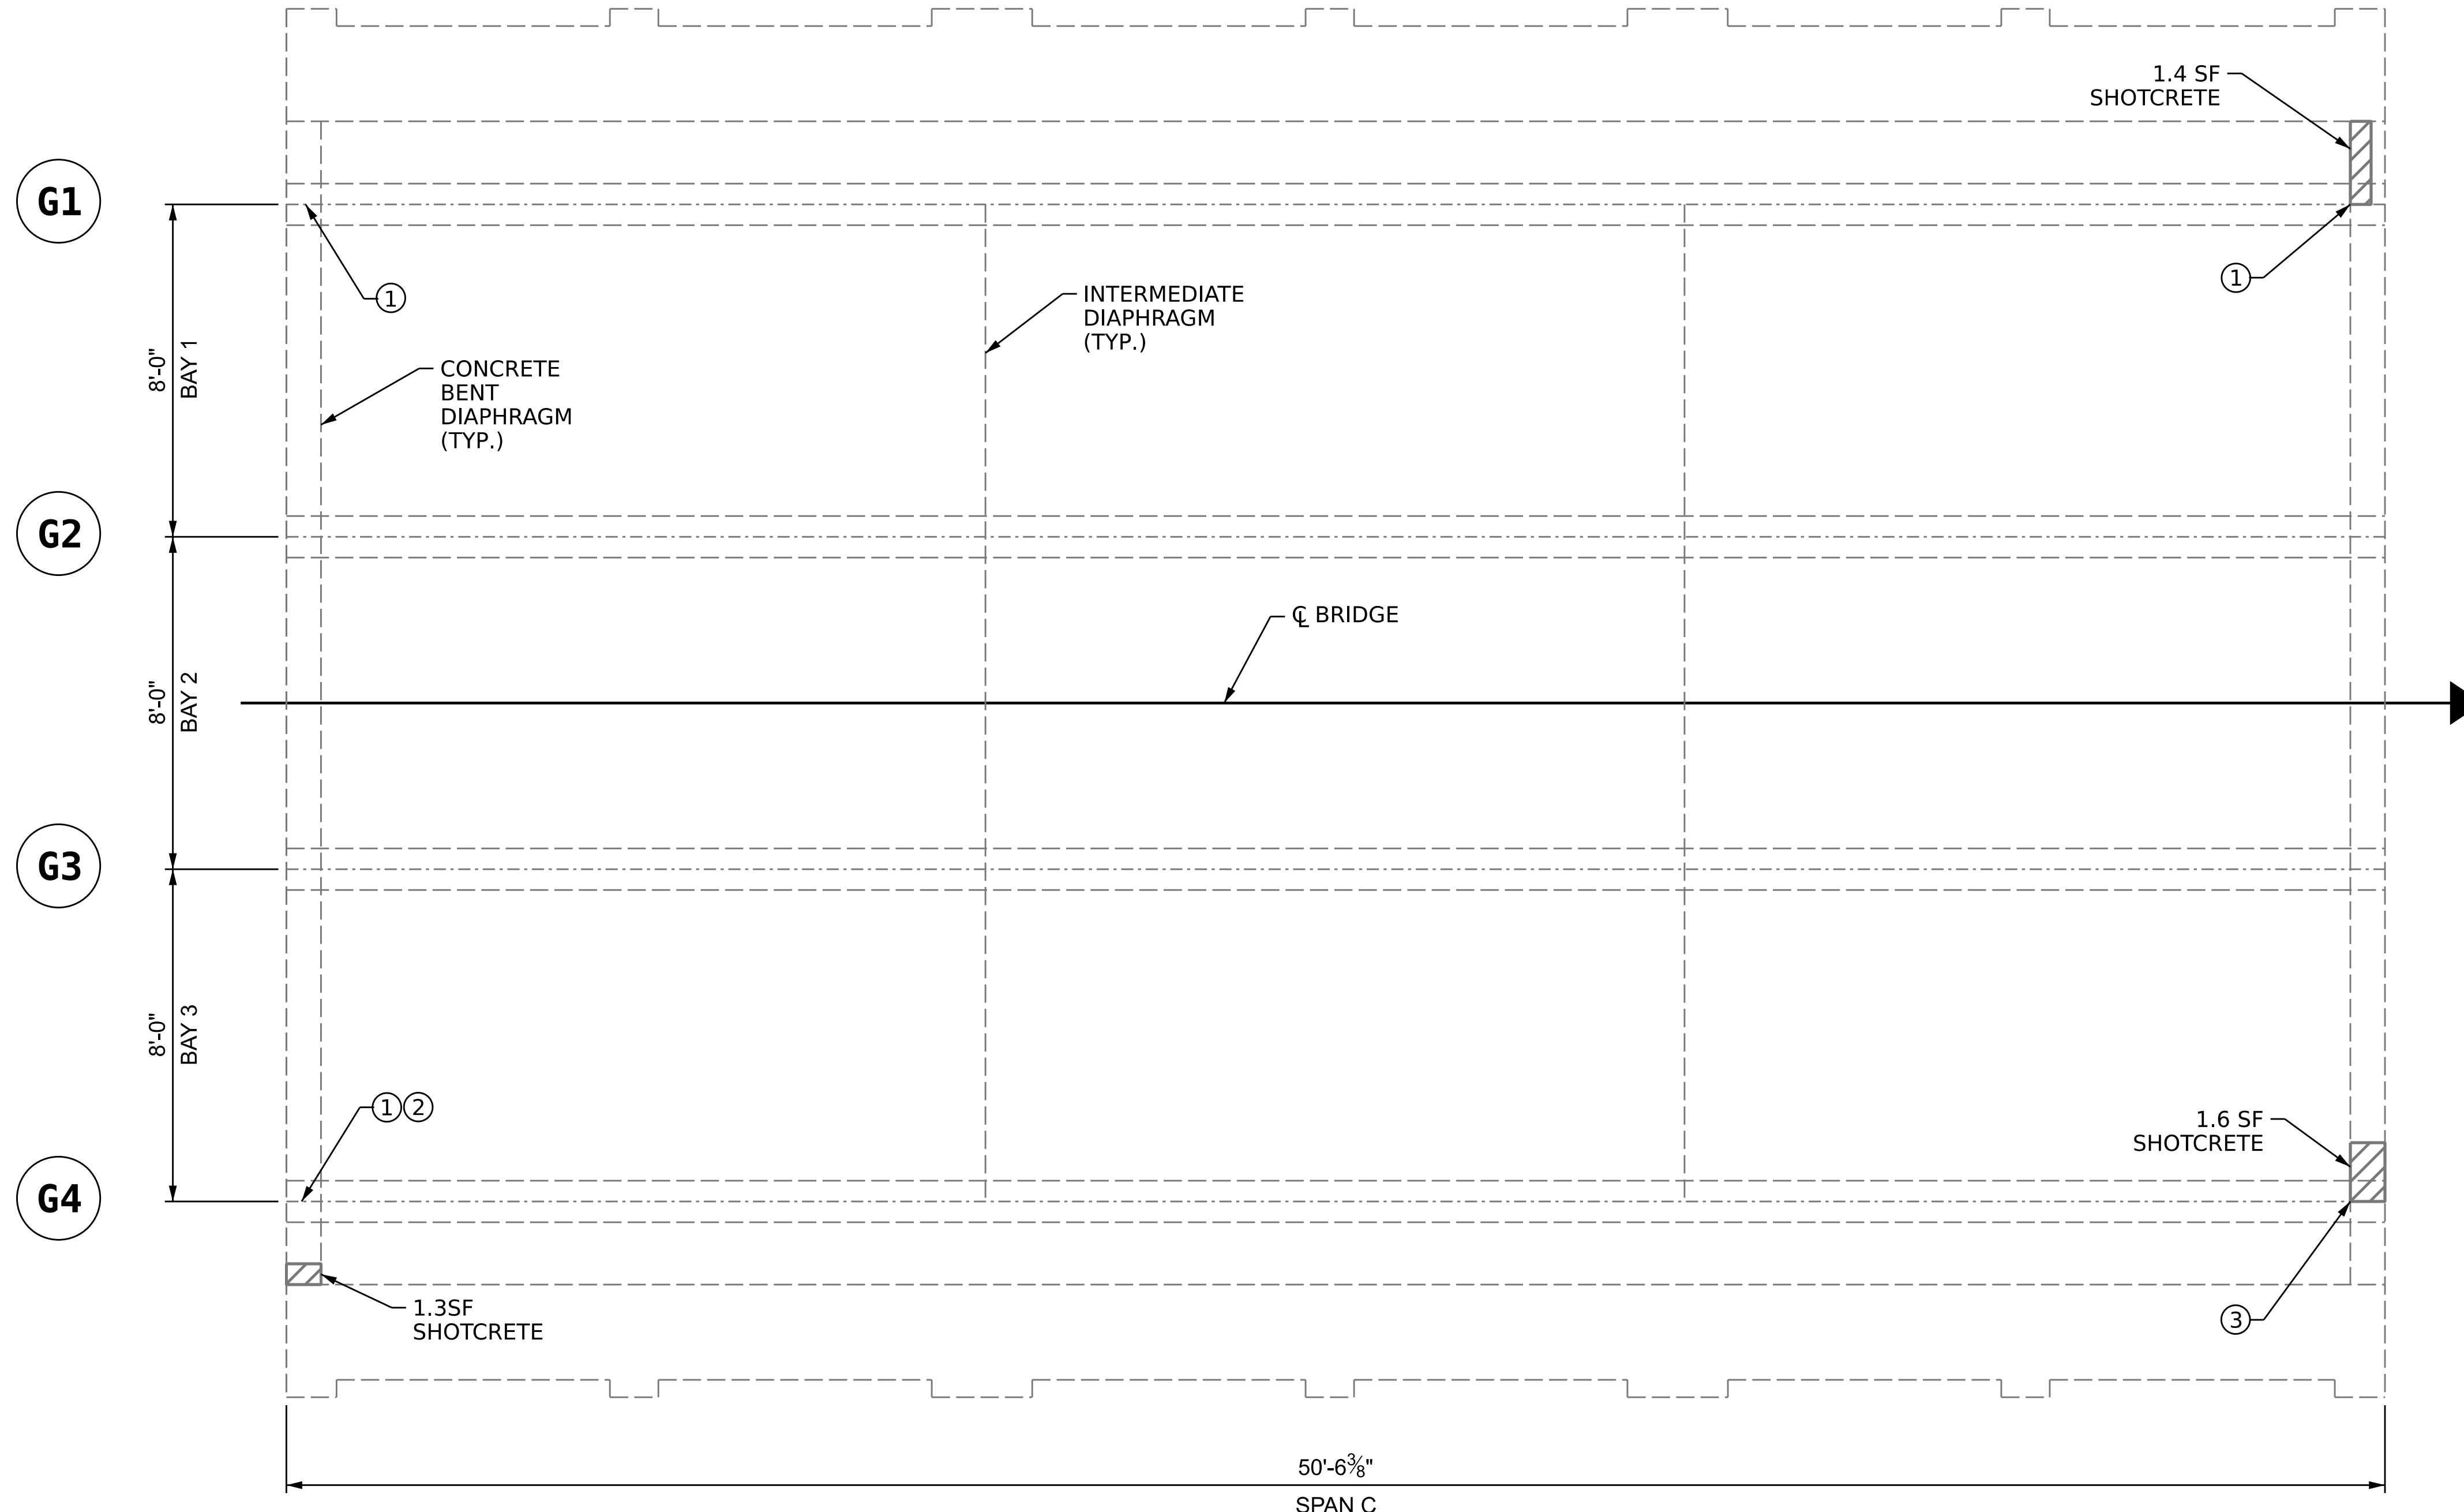 1.4 SF
SHOTCRETE
G1
1
1
INTERMEDIATE
DIAPHRAGM
(TYP.)
8'-0"
BAY 1
CONCRETE
BENT
DIAPHRAGM
(TYP.)
G2
℄ BRIDGE
8'-0"
BAY 2
G3
8'-0"
BAY 3
1 2
1.6 SF
SHOTCRETE
G4
1.3SF
SHOTCRETE
3
50'-6 3/8"
SPAN C